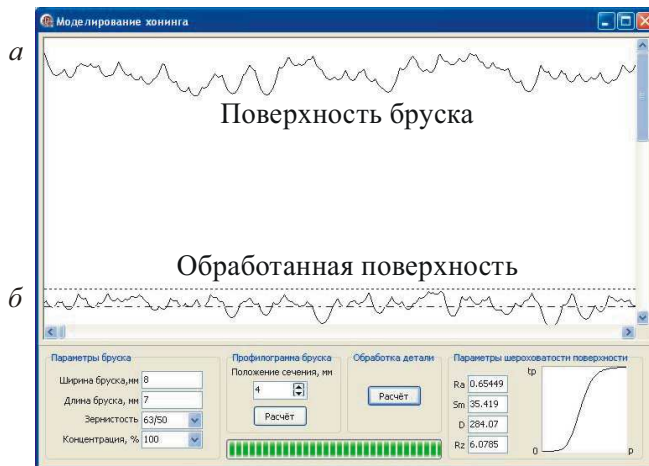 Моделирование хонинга
а
Поверхность бруска
Обработанная поверхность
б
Параметры бруска
Ширина бруска,мм 8
Длина бруска, мм 7
Зернистость 63/50
Концентрация, % 100
Профилограмма бруска
Положение сечения, мм
4
Расчёт
Обработка детали
Расчёт
Параметры шероховатости поверхности
Ra 0.65449
Sm 35.419
D 284.07
Rz 6.0785
tp
0 p